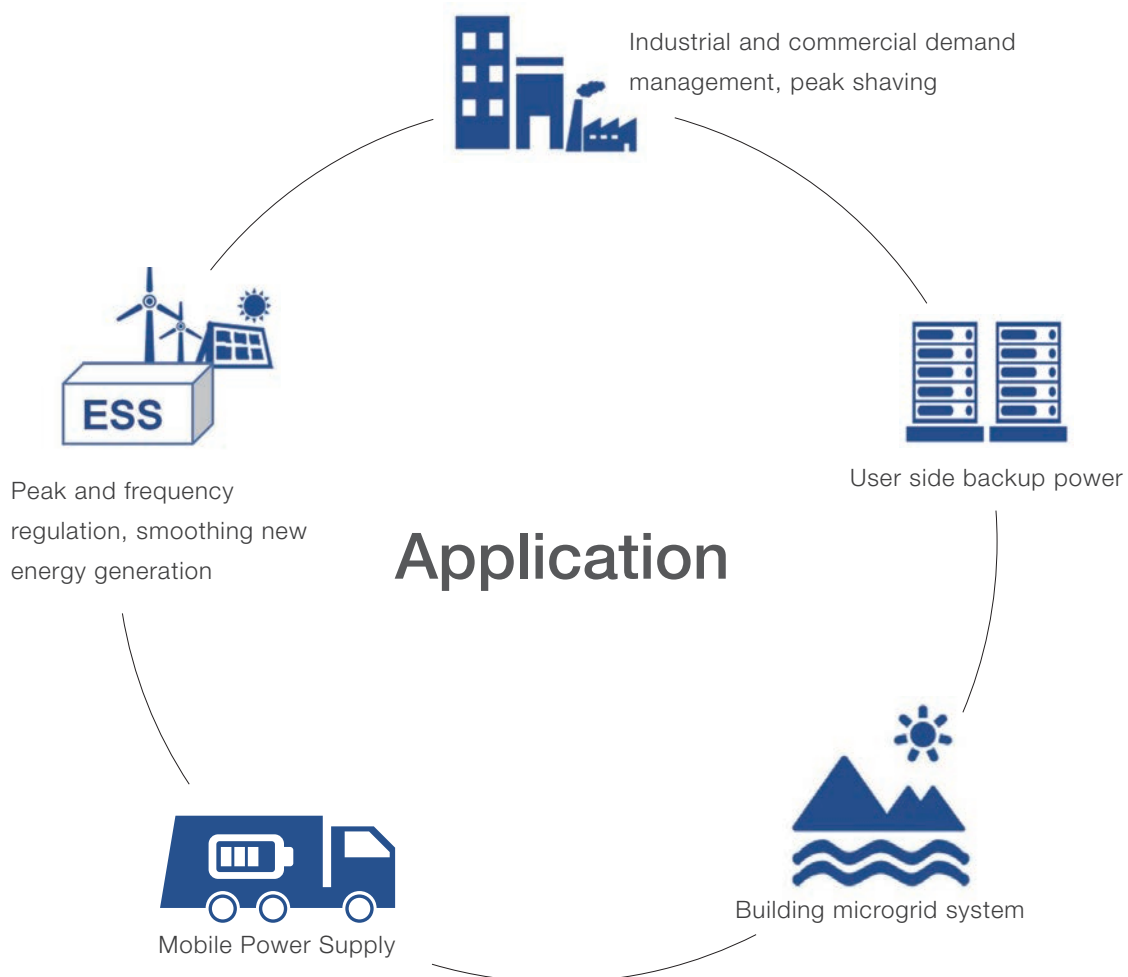 Industrial and commercial demand
management, peak shaving
ESS
User side backup power
Peak and frequency
regulation, smoothing new
energy generation
Application
Building microgrid system
Mobile Power Supply